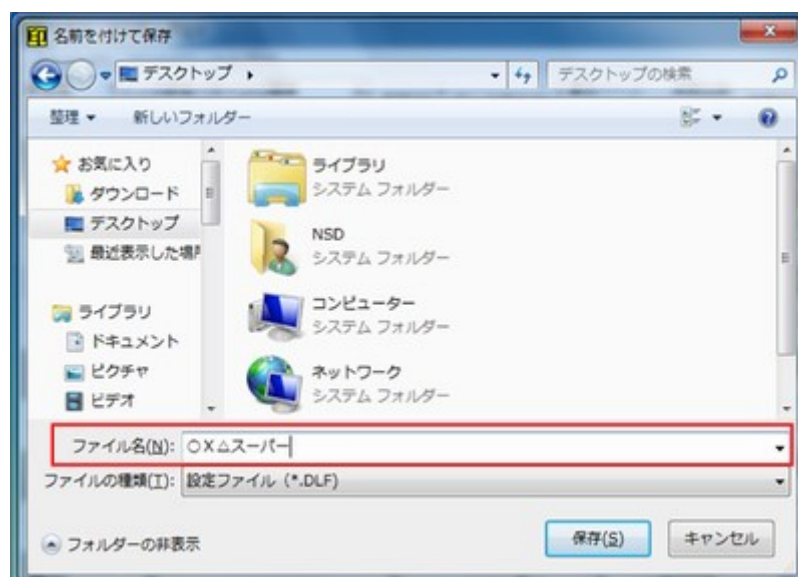 名前を付けて保存
デスクトップ
デスクトップの検索
整理 新しいフォルダー
お気に入り
ダウンロード
デスクトップ
最近表示した場所
ライブラリ
ドキュメント
ピクチャ
ビデオ
ライブラリ
システム フォルダー
NSD
システム フォルダー
コンピューター
システム フォルダー
ネットワーク
システム フォルダー
ファイル名(N): ○X△スーパー
ファイルの種類(T): 設定ファイル (*.DLF)
フォルダーの非表示
保存(S)
キャンセル